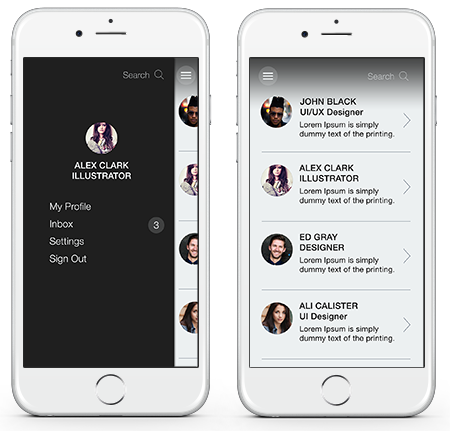 Search
ALEX CLARK
ILLUSTRATOR
My Profile
Inbox
3
Settings
Sign Out
Search
JOHN BLACK
UI/UX Designer
Lorem Ipsum is simply
dummy text of the printing.
ALEX CLARK
ILLUSTRATOR
Lorem Ipsum is simply
dummy text of the printing.
ED GRAY
DESIGNER
Lorem Ipsum is simply
dummy text of the printing.
ALI CALISTER
UI Designer
Lorem Ipsum is simply
dummy text of the printing.